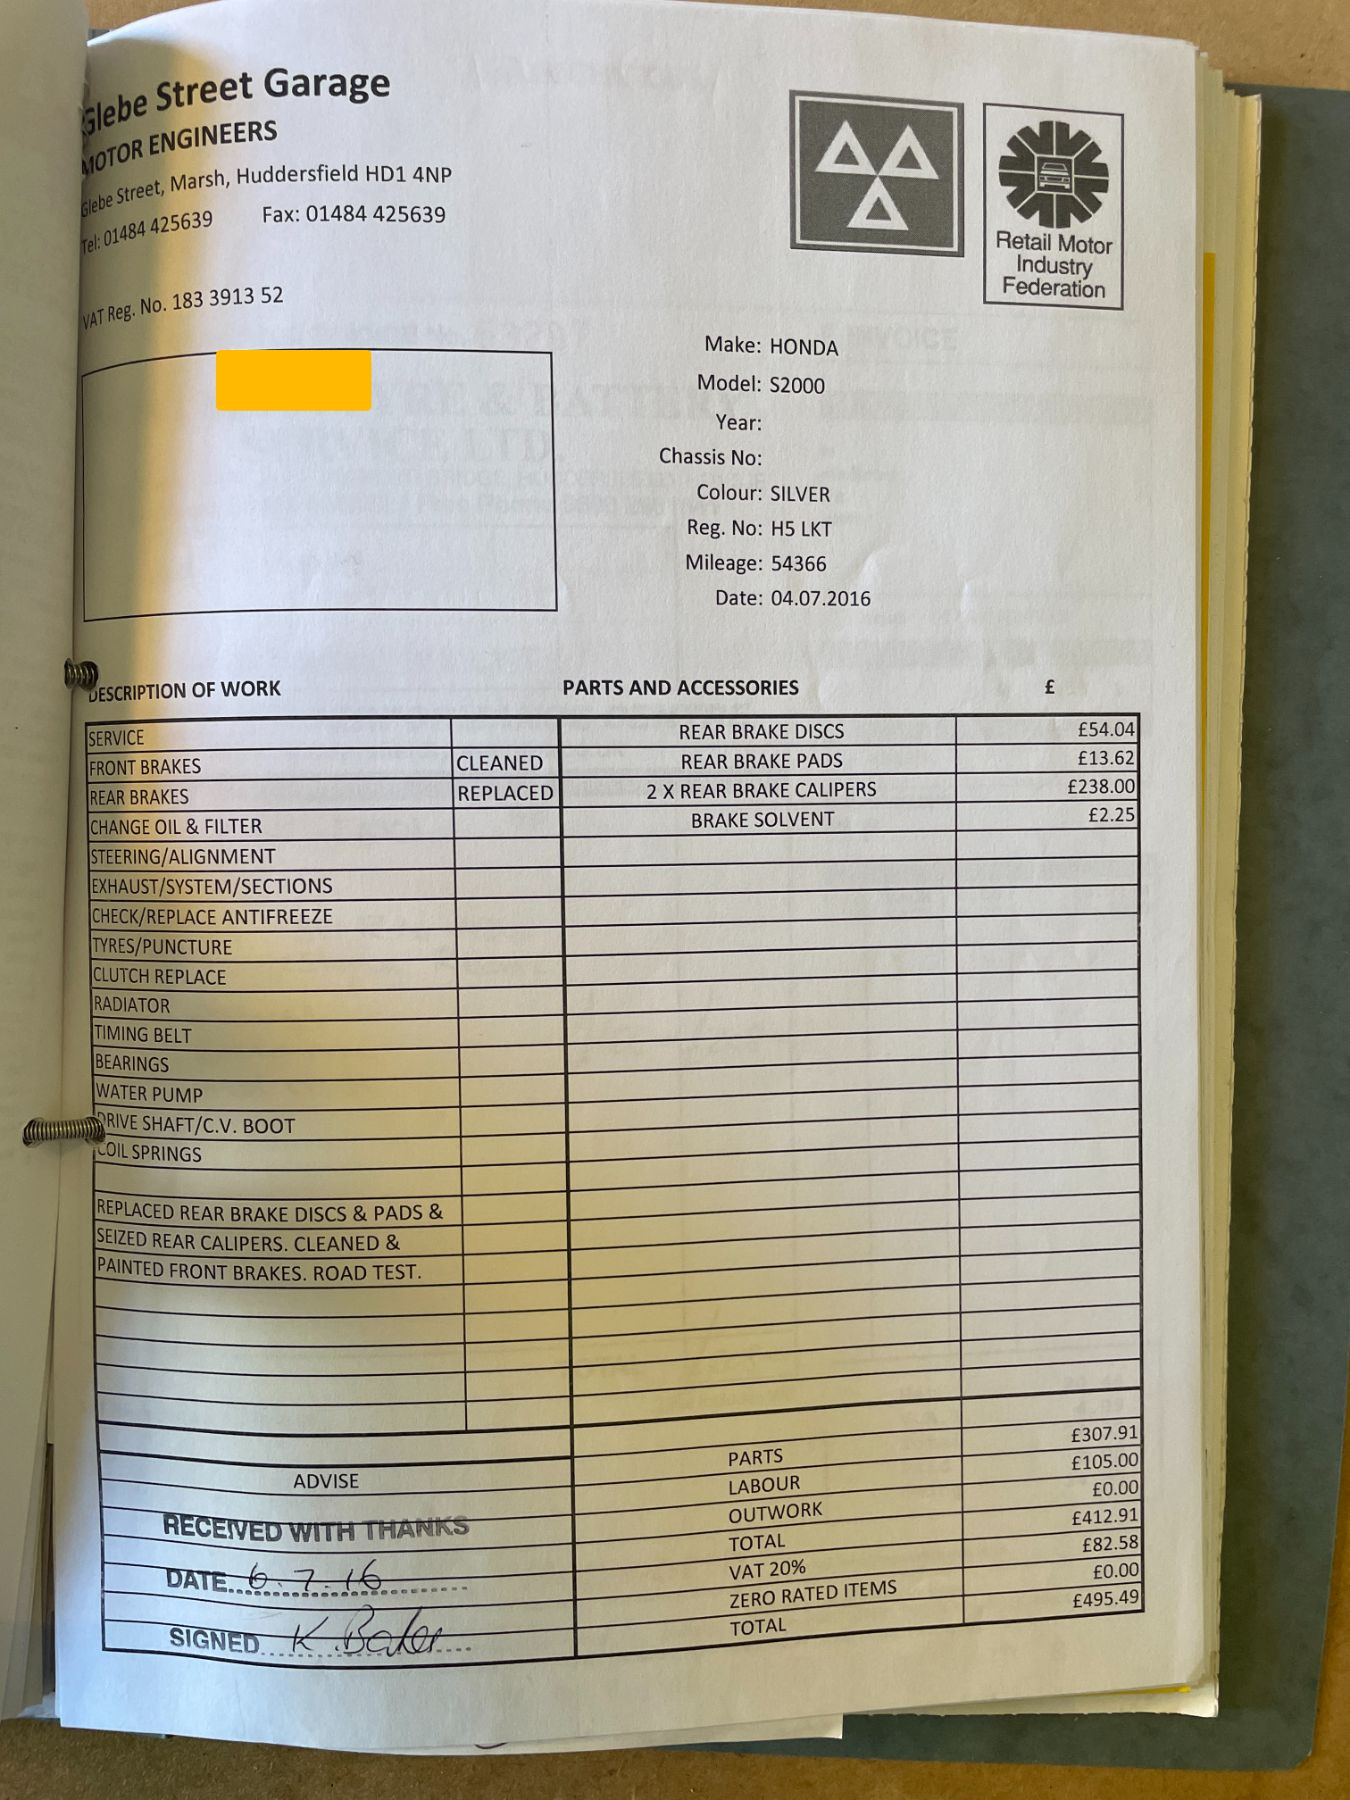 Glebe Street Garage
MOTOR ENGINEERS
Glebe Street, Marsh, Huddersfield HD1 4NP
Tel: 01484 425639 Fax: 01484 425639
VAT Reg. No. 183 3913 52
Retail Motor
Industry
Federation
Make: HONDA
Model: S2000
Year:
Chassis No:
Colour: SILVER
Reg. No: H5 LKT
Mileage: 54366
Date: 04.07.2016
DESCRIPTION OF WORK PARTS AND ACCESSORIES £
SERVICE REAR BRAKE DISCS £54.04
FRONT BRAKES CLEANED REAR BRAKE PADS £13.62
REAR BRAKES REPLACED 2 X REAR BRAKE CALIPERS £238.00
CHANGE OIL & FILTER BRAKE SOLVENT £2.25
STEERING/ALIGNMENT
EXHAUST/SYSTEM/SECTIONS
CHECK/REPLACE ANTIFREEZE
TYRES/PUNCTURE
CLUTCH REPLACE
RADIATOR
TIMING BELT
BEARINGS
WATER PUMP
DRIVE SHAFT/C.V. BOOT
COIL SPRINGS
REPLACED REAR BRAKE DISCS & PADS &
SEIZED REAR CALIPERS. CLEANED &
PAINTED FRONT BRAKES. ROAD TEST.
PARTS £307.91
LABOUR £105.00
OUTWORK £0.00
TOTAL £412.91
VAT 20% £82.58
ZERO RATED ITEMS £0.00
TOTAL £495.49
ADVISE
RECEIVED WITH THANKS
DATE 6.7.16
SIGNED K. Baker